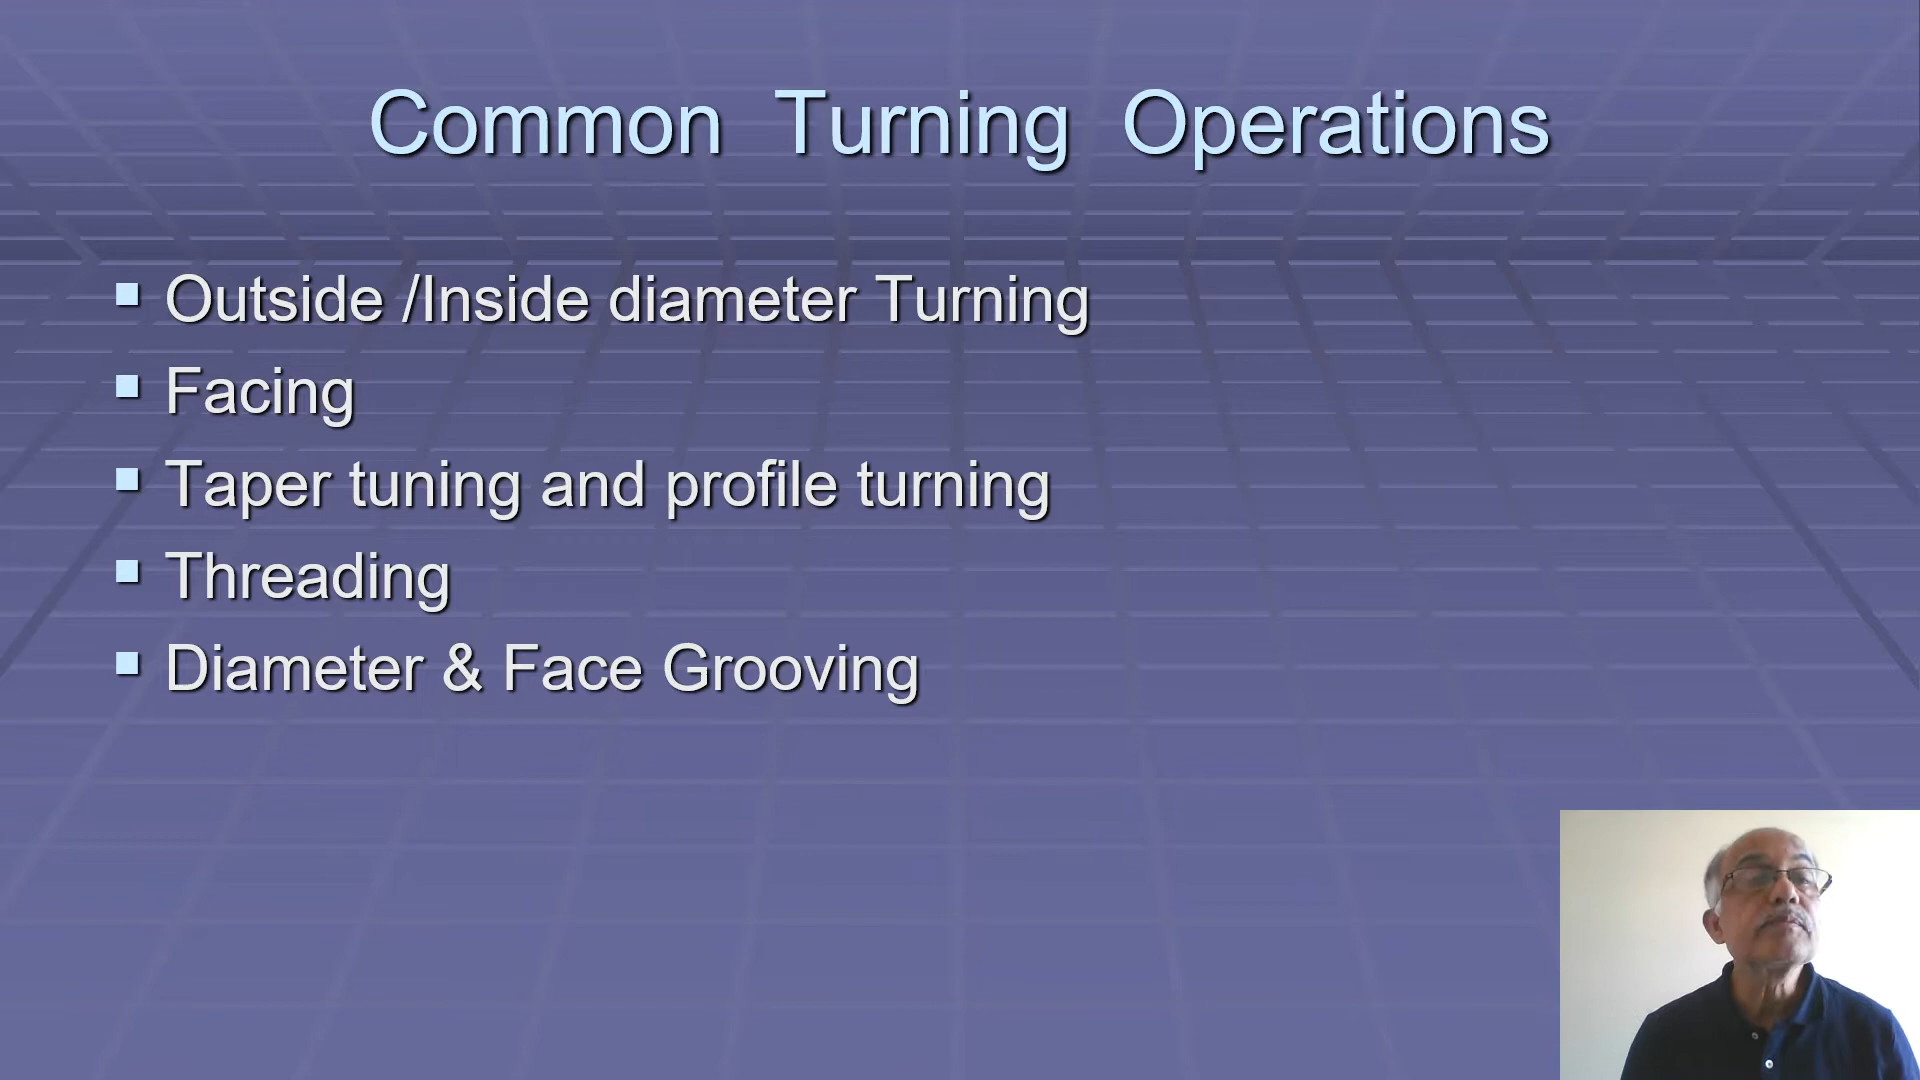 Common Turning Operations
Outside /Inside diameter Turning
Facing
Taper tuning and profile turning
Threading
Diameter & Face Grooving